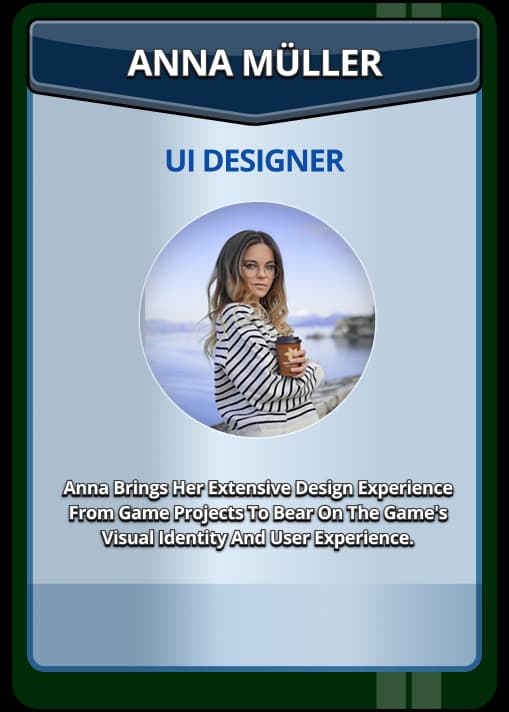 ANNA MÜLLER
UI DESIGNER
Anna Brings Her Extensive Design Experience
From Game Projects To Bear On The Game's
Visual Identity And User Experience.